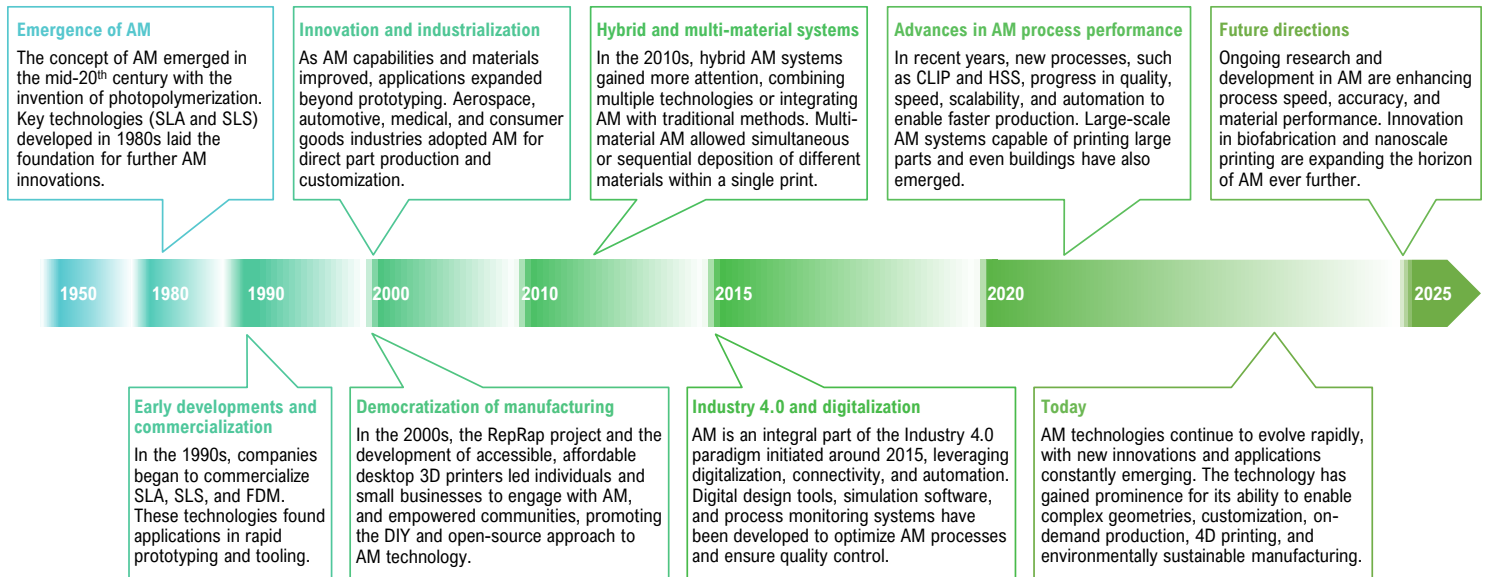 Emergence of AM
The concept of AM emerged in
the mid-20th century with the
invention of photopolymerization.
Key technologies (SLA and SLS)
developed in 1980s laid the
foundation for further AM
innovations.
Innovation and industrialization
As AM capabilities and materials
improved, applications expanded
beyond prototyping. Aerospace,
automotive, medical, and consumer
goods industries adopted AM for
direct part production and
customization.
Hybrid and multi-material systems
In the 2010s, hybrid AM systems
gained more attention, combining
multiple technologies or integrating
AM with traditional methods. Multi-
material AM allowed simultaneous
or sequential deposition of different
materials within a single print.
Advances in AM process performance
In recent years, new processes, such
as CLIP and HSS, progress in quality,
speed, scalability, and automation to
enable faster production. Large-scale
AM systems capable of printing large
parts and even buildings have also
emerged.
Future directions
Ongoing research and
development in AM are enhancing
process speed, accuracy, and
material performance. Innovation
in biofabrication and nanoscale
printing are expanding the horizon
of AM ever further.
1950
1980
1990
2000
2010
2015
2020
2025
Early developments and
commercialization
In the 1990s, companies
began to commercialize
SLA, SLS, and FDM.
These technologies found
applications in rapid
prototyping and tooling.
Democratization of manufacturing
In the 2000s, the RepRap project and the
development of accessible, affordable
desktop 3D printers led individuals and
small businesses to engage with AM,
and empowered communities, promoting
the DIY and open-source approach to
AM technology.
Industry 4.0 and digitalization
AM is an integral part of the Industry 4.0
paradigm initiated around 2015, leveraging
digitalization, connectivity, and automation.
Digital design tools, simulation software,
and process monitoring systems have
been developed to optimize AM processes
and ensure quality control.
Today
AM technologies continue to evolve rapidly,
with new innovations and applications
constantly emerging. The technology has
gained prominence for its ability to enable
complex geometries, customization, on-
demand production, 4D printing, and
environmentally sustainable manufacturing.